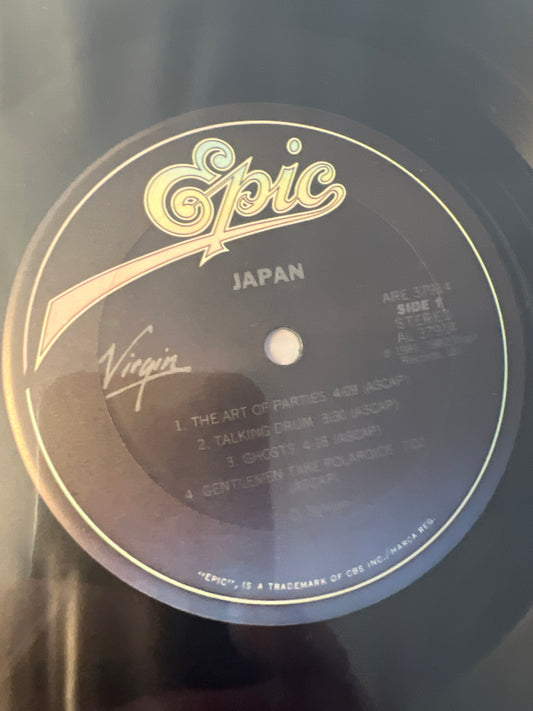 Epic
JAPAN
Virgin
SIDE 1
STEREO
1. THE ART OF PARTIES 4:09 (ASCAP)
2. TALKING DRUM 3:30 (ASCAP)
3. GHOSTS 4:18 (ASCAP)
4. GENTLEMEN TAKE POLAROIDS
(ASCAP)
"EPIC", IS A TRADEMARK OF CBS INC./MARCA REG.